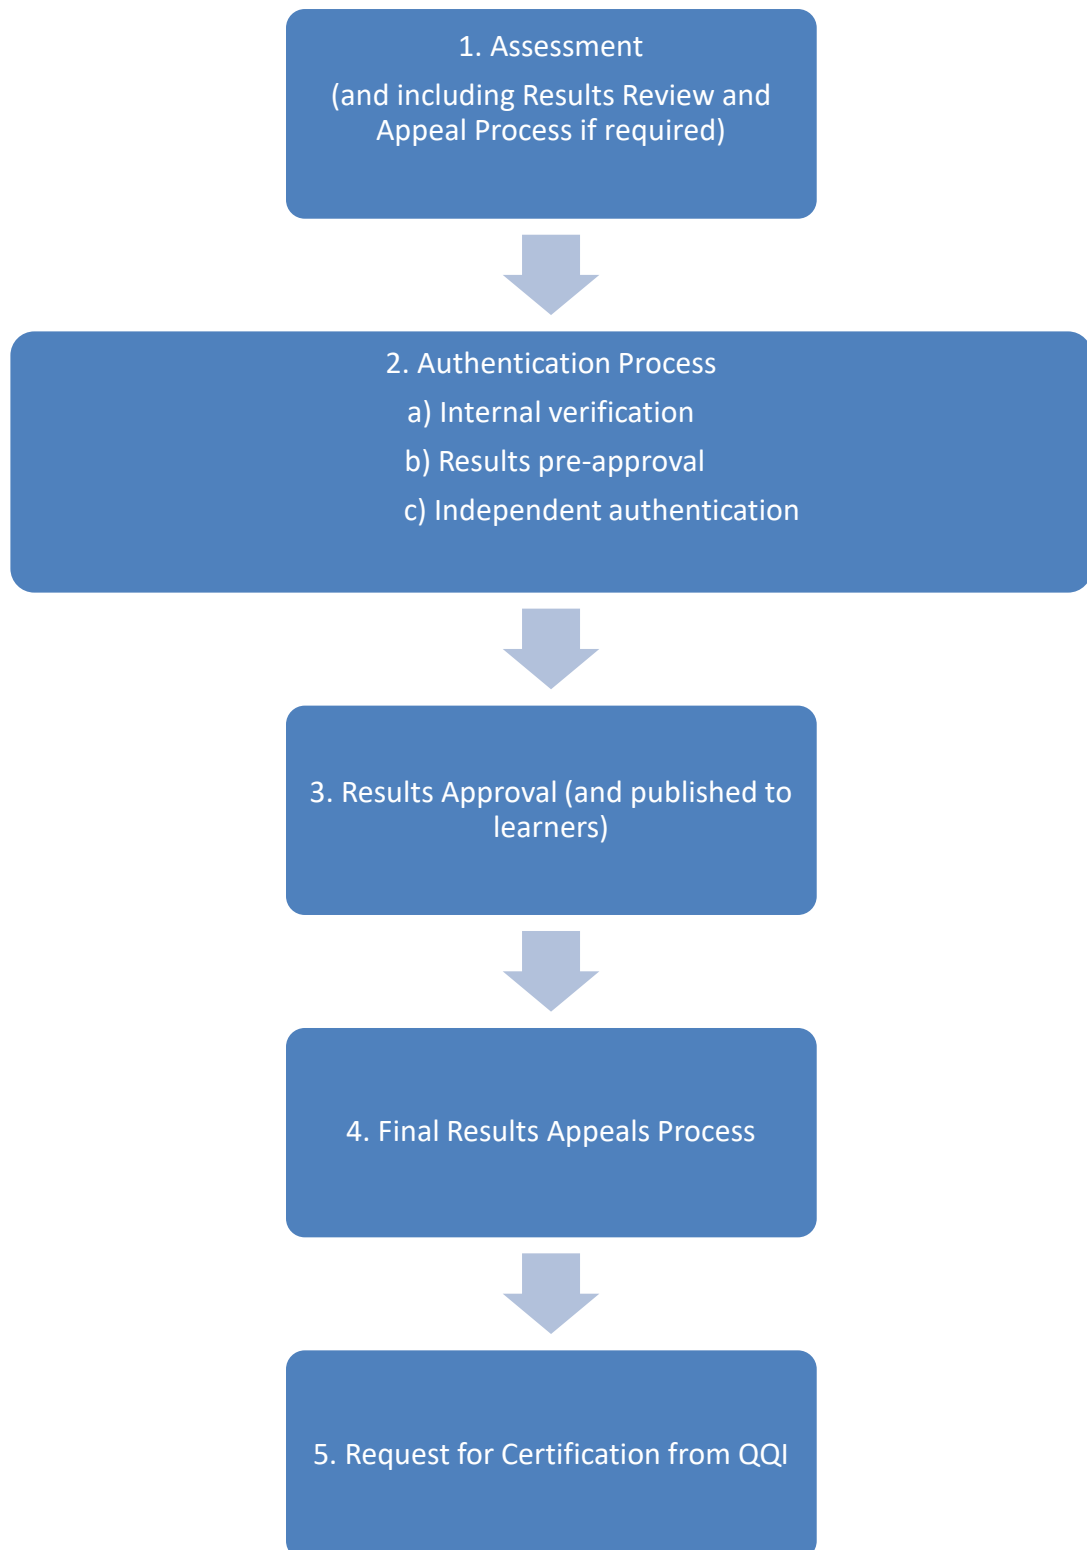 1. Assessment
(and including Results Review and
Appeal Process if required)
2. Authentication Process
a) Internal verification
b) Results pre-approval
c) Independent authentication
3. Results Approval (and published to
learners)
4. Final Results Appeals Process
5. Request for Certification from QQI